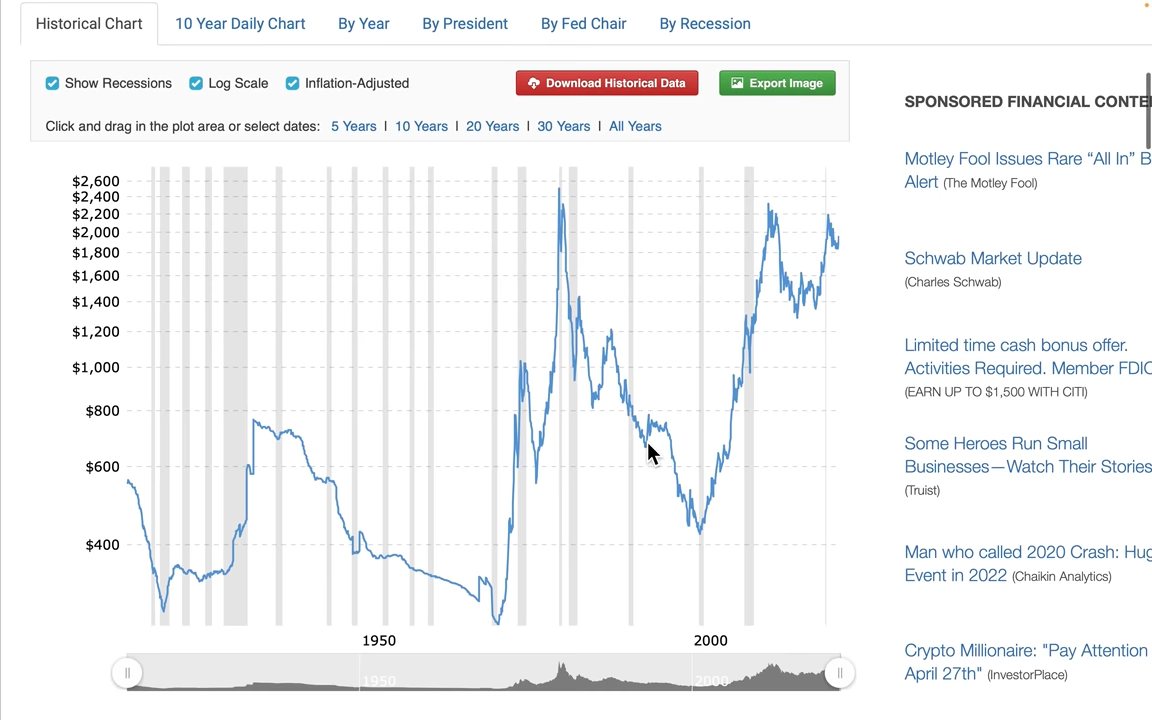 Historical Chart
10 Year Daily Chart
By Year
By President
By Fed Chair
By Recession
Show Recessions
Log Scale
Inflation-Adjusted
Download Historical Data
Export Image
Click and drag in the plot area or select dates: 5 Years | 10 Years | 20 Years | 30 Years | All Years
$2,600
$2,400
$2,200
$2,000
$1,800
$1,600
$1,400
$1,200
$1,000
$800
$600
$400
1950
2000
1950
2000
SPONSORED FINANCIAL CONTE
Motley Fool Issues Rare “All In” B
Alert (The Motley Fool)
Schwab Market Update
(Charles Schwab)
Limited time cash bonus offer.
Activities Required. Member FDIC
(EARN UP TO $1,500 WITH CITI)
Some Heroes Run Small
Businesses—Watch Their Stories
(Truist)
Man who called 2020 Crash: Hug
Event in 2022 (Chaikin Analytics)
Crypto Millionaire: "Pay Attention
April 27th" (InvestorPlace)